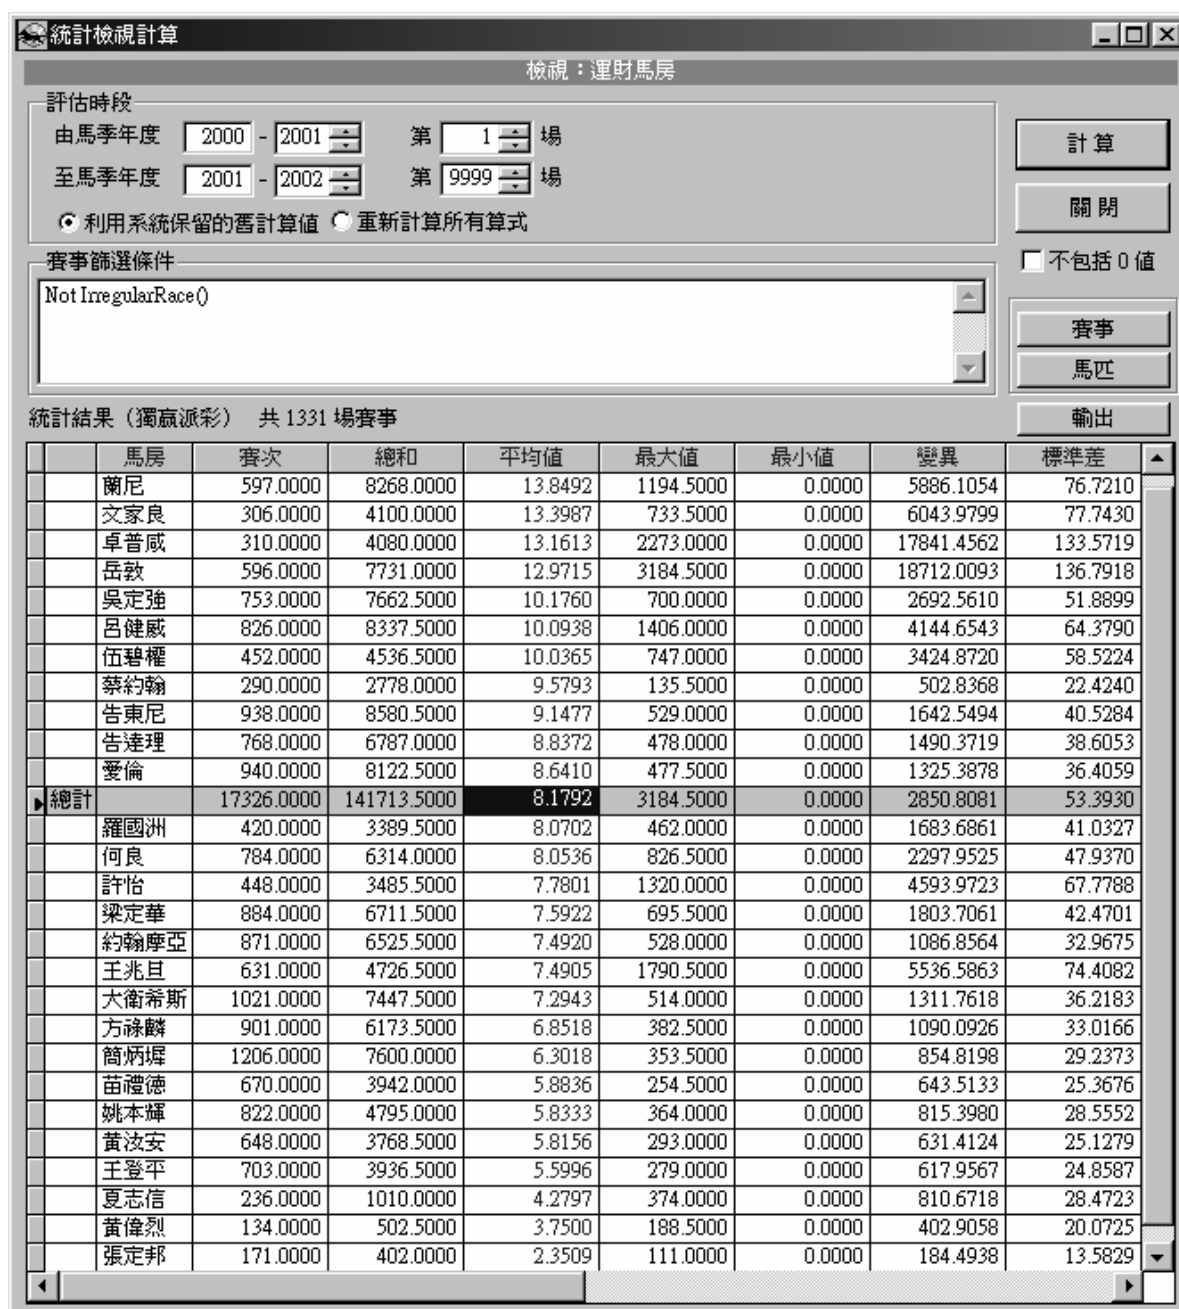 統計檢視計算
檢視：運財馬房
評估時段
由馬季年度 2000 - 2001 第 1 場
計 算
至馬季年度 2001 - 2002 第 9999 場
關 閉
利用系統保留的舊計算值 重新計算所有算式
賽事篩選條件
不包括 0 值
Not IrregularRace()
賽事
馬匹
統計結果（獨贏派彩） 共 1331 場賽事
輸出
馬房 賽次 總和 平均值 最大值 最小值 變異 標準差
蘭尼 597.0000 8268.0000 13.8492 1194.5000 0.0000 5886.1054 76.7210
文家良 306.0000 4100.0000 13.3987 733.5000 0.0000 6043.9799 77.7430
卓普咸 310.0000 4080.0000 13.1613 2273.0000 0.0000 17841.4562 133.5719
岳敦 596.0000 7731.0000 12.9715 3184.5000 0.0000 18712.0093 136.7918
吳定強 753.0000 7662.5000 10.1760 700.0000 0.0000 2692.5610 51.8899
呂健威 826.0000 8337.5000 10.0938 1406.0000 0.0000 4144.6543 64.3790
伍碧權 452.0000 4536.5000 10.0365 747.0000 0.0000 3424.8720 58.5224
蔡約翰 290.0000 2778.0000 9.5793 135.5000 0.0000 502.8368 22.4240
告東尼 938.0000 8580.5000 9.1477 529.0000 0.0000 1642.5494 40.5284
告達理 768.0000 6787.0000 8.8372 478.0000 0.0000 1490.3719 38.6053
愛倫 940.0000 8122.5000 8.6410 477.5000 0.0000 1325.3878 36.4059
總計 17326.0000 141713.5000 8.1792 3184.5000 0.0000 2850.8081 53.3930
羅國洲 420.0000 3389.5000 8.0702 462.0000 0.0000 1683.6861 41.0327
何良 784.0000 6314.0000 8.0536 826.5000 0.0000 2297.9525 47.9370
許怡 448.0000 3485.5000 7.7801 1320.0000 0.0000 4593.9723 67.7788
梁定華 884.0000 6711.5000 7.5922 695.5000 0.0000 1803.7061 42.4701
約翰摩亞 871.0000 6525.5000 7.4920 528.0000 0.0000 1086.8564 32.9675
王兆旦 631.0000 4726.5000 7.4905 1790.5000 0.0000 5536.5863 74.4082
大衛希斯 1021.0000 7447.5000 7.2943 514.0000 0.0000 1311.7618 36.2183
方祿麟 901.0000 6173.5000 6.8518 382.5000 0.0000 1090.0926 33.0166
簡炳墀 1206.0000 7600.0000 6.3018 353.5000 0.0000 854.8198 29.2373
苗禮德 670.0000 3942.0000 5.8836 254.5000 0.0000 643.5133 25.3676
姚本輝 822.0000 4795.0000 5.8333 364.0000 0.0000 815.3980 28.5552
黃汝安 648.0000 3768.5000 5.8156 293.0000 0.0000 631.4124 25.1279
王登平 703.0000 3936.5000 5.5996 279.0000 0.0000 617.9567 24.8587
夏志信 236.0000 1010.0000 4.2797 374.0000 0.0000 810.6718 28.4723
黃偉烈 134.0000 502.5000 3.7500 188.5000 0.0000 402.9058 20.0725
張定邦 171.0000 402.0000 2.3509 111.0000 0.0000 184.4938 13.5829